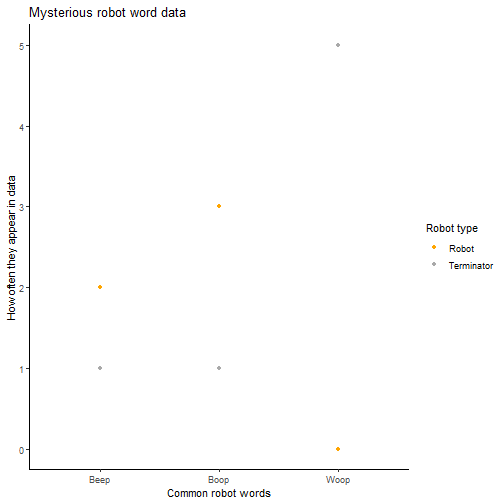 Mysterious robot word data
How often they appear in data
5
4
3
2
1
0
Beep Boop Woop
Common robot words
Robot type
Robot
Terminator